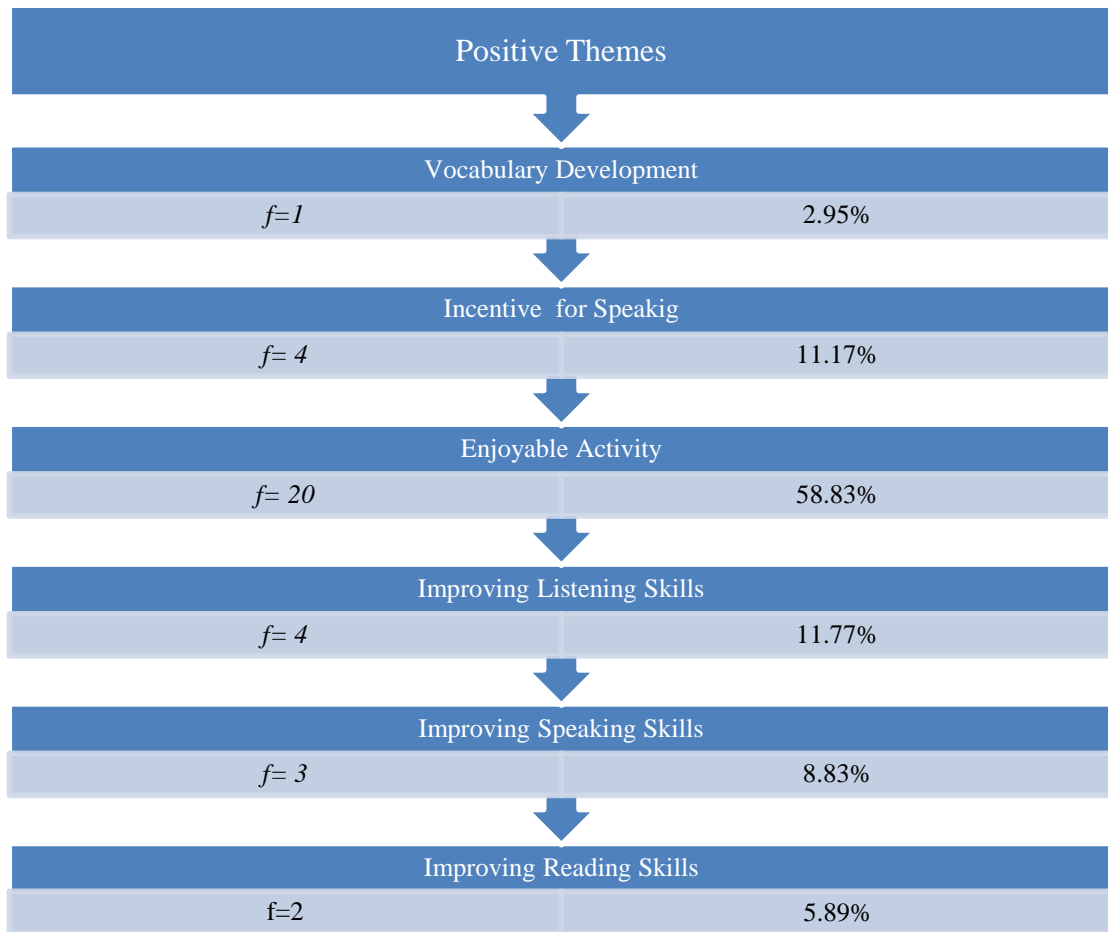 Positive Themes
Vocabulary Development
f=1 2.95%
Incentive for Speakig
f= 4 11.17%
Enjoyable Activity
f= 20 58.83%
Improving Listening Skills
f= 4 11.77%
Improving Speaking Skills
f= 3 8.83%
Improving Reading Skills
f=2 5.89%